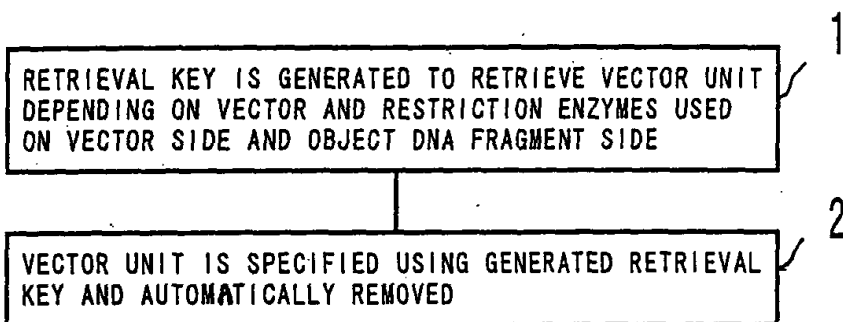 1
RETRIEVAL KEY IS GENERATED TO RETRIEVE VECTOR UNIT
DEPENDING ON VECTOR AND RESTRICTION ENZYMES USED
ON VECTOR SIDE AND OBJECT DNA FRAGMENT SIDE
2
VECTOR UNIT IS SPECIFIED USING GENERATED RETRIEVAL
KEY AND AUTOMATICALLY REMOVED